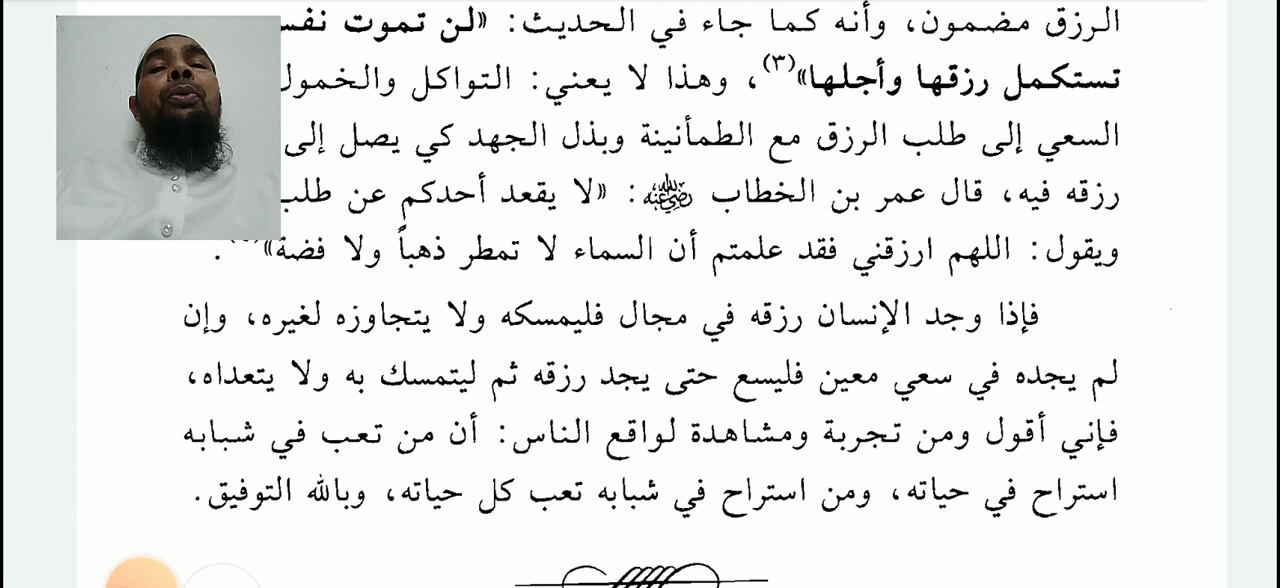 الرزق مضمون، وأنه كما جاء في الحديث: «لن تموت نفس
تستكمل رزقها وأجلها»(٣)، وهذا لا يعني: التواكل والخمول
السعي إلى طلب الرزق مع الطمأنينة وبذل الجهد كي يصل إلى
رزقه فيه، قال عمر بن الخطاب رضي الله عنه: «لا يقعد أحدكم عن طلب
ويقول: اللهم ارزقني فقد علمتم أن السماء لا تمطر ذهباً ولا فضة».
فإذا وجد الإنسان رزقه في مجال فليمسكه ولا يتجاوزه لغيره، وإن
لم يجده في سعي معين فليسع حتى يجد رزقه ثم ليتمسك به ولا يتعداه،
فإني أقول ومن تجربة ومشاهدة لواقع الناس: أن من تعب في شبابه
استراح في حياته، ومن استراح في شبابه تعب كل حياته، وبالله التوفيق.